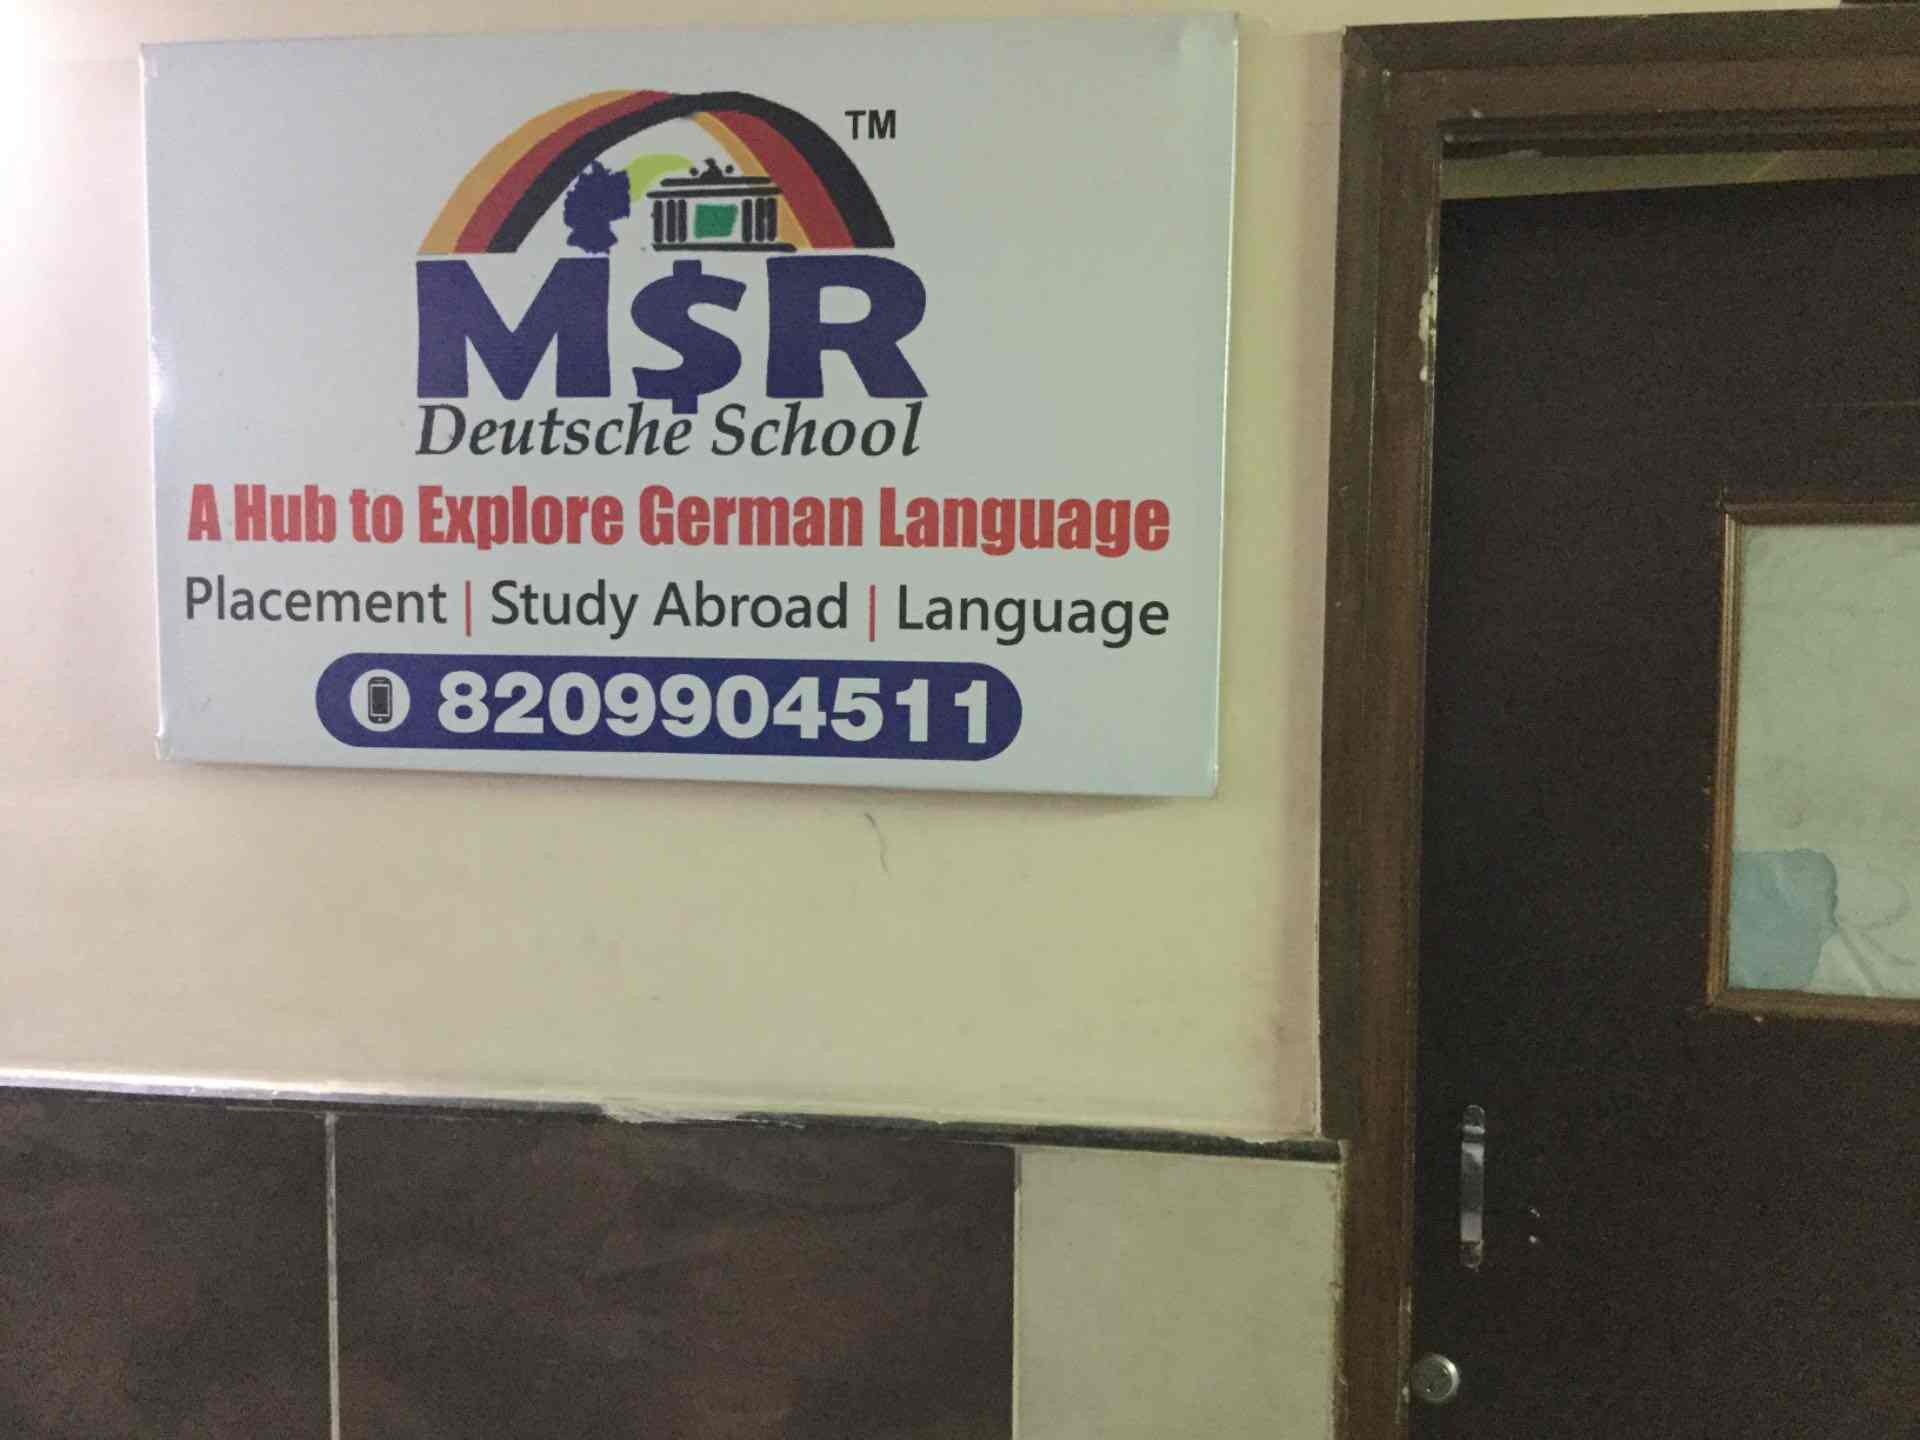 TM
M$R
Deutsche School
A Hub to Explore German Language
Placement | Study Abroad | Language
8209904511